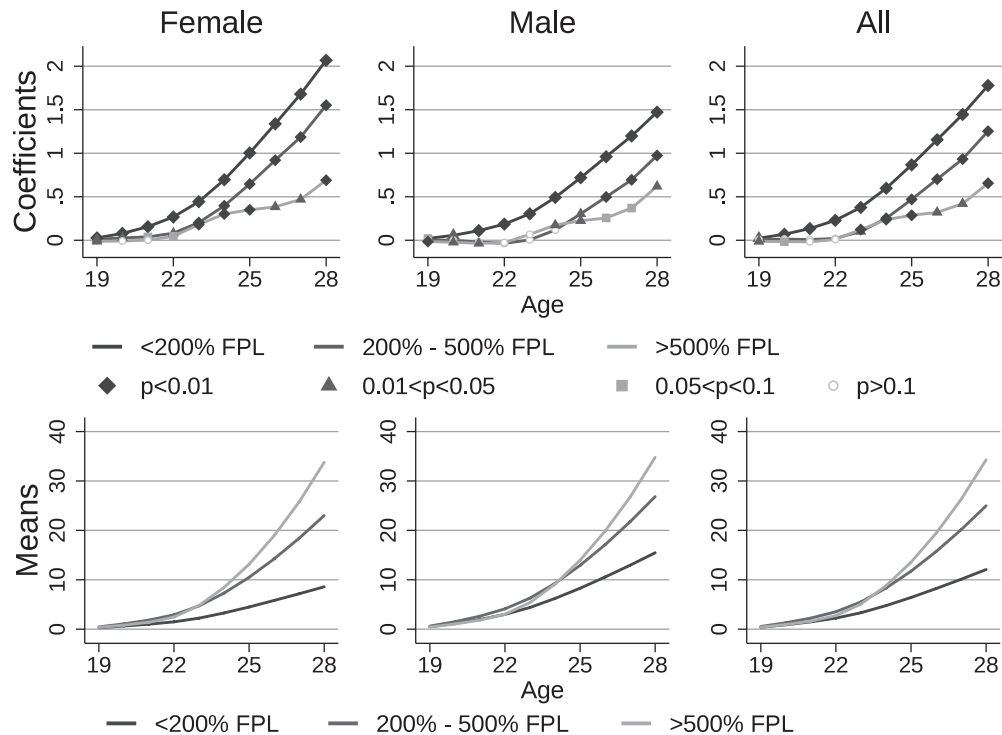 Female Male All
Coefficients
2 2 2
1.5 1.5 1.5
1 1 1
.5 .5 .5
0 0 0
19 22 25 28 19 22 25 28 19 22 25 28
Age
<200% FPL 200% - 500% FPL >500% FPL
p<0.01 0.01<p<0.05 0.05<p<0.1 p>0.1
Means
40 40 40
30 30 30
20 20 20
10 10 10
0 0 0
19 22 25 28 19 22 25 28 19 22 25 28
Age
<200% FPL 200% - 500% FPL >500% FPL